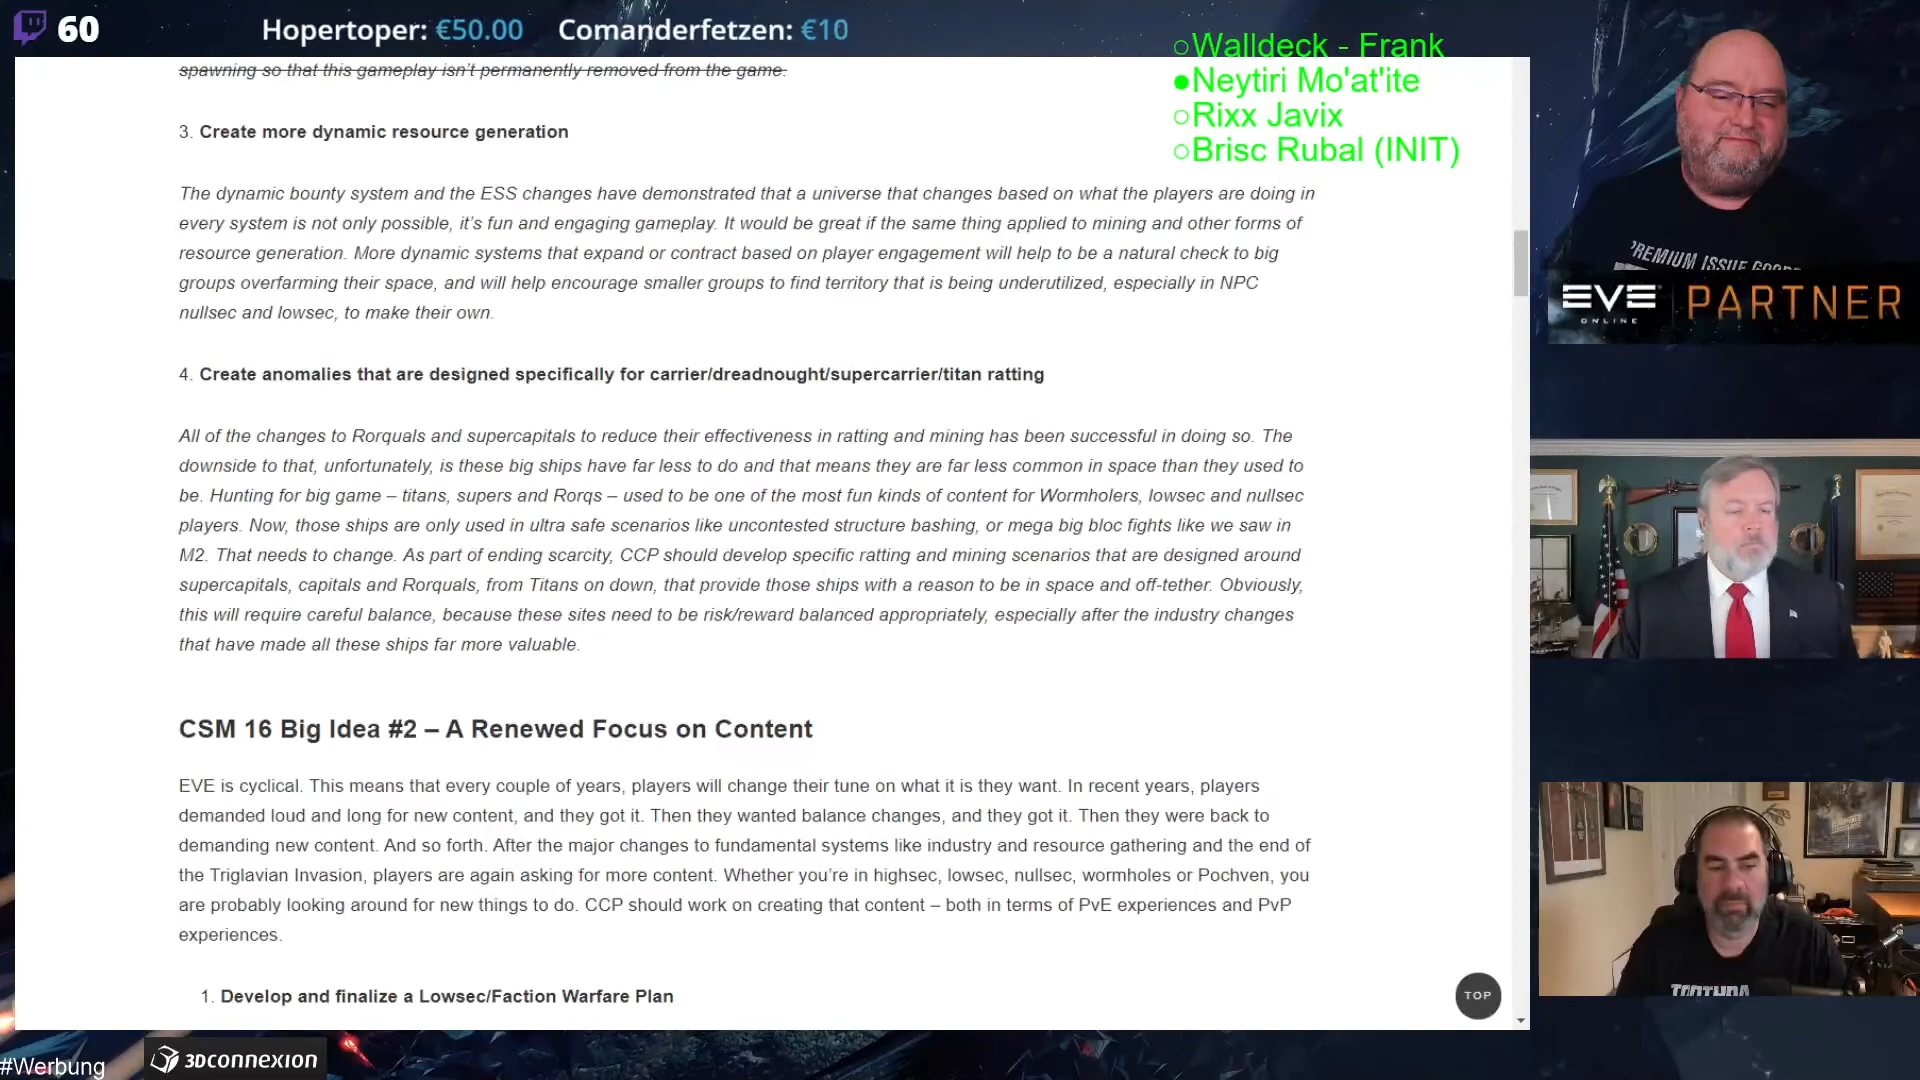 60
Hopertoper: €50.00 Comanderfetzen: €10
○Walldeck - Frank
●Neytiri Mo'at'ite
○Rixx Javix
○Brisc Rubal (INIT)
spawning so that this gameplay isn't permanently removed from the game.
3. Create more dynamic resource generation
The dynamic bounty system and the ESS changes have demonstrated that a universe that changes based on what the players are doing in
every system is not only possible, it's fun and engaging gameplay. It would be great if the same thing applied to mining and other forms of
resource generation. More dynamic systems that expand or contract based on player engagement will help to be a natural check to big
groups overfarming their space, and will help encourage smaller groups to find territory that is being underutilized, especially in NPC
nullsec and lowsec, to make their own.
4. Create anomalies that are designed specifically for carrier/dreadnought/supercarrier/titan ratting
All of the changes to Rorquals and supercapitals to reduce their effectiveness in ratting and mining has been successful in doing so. The
downside to that, unfortunately, is these big ships have far less to do and that means they are far less common in space than they used to
be. Hunting for big game – titans, supers and Rorqs – used to be one of the most fun kinds of content for Wormholers, lowsec and nullsec
players. Now, those ships are only used in ultra safe scenarios like uncontested structure bashing, or mega big bloc fights like we saw in
M2. That needs to change. As part of ending scarcity, CCP should develop specific ratting and mining scenarios that are designed around
supercapitals, capitals and Rorquals, from Titans on down, that provide those ships with a reason to be in space and off-tether. Obviously,
this will require careful balance, because these sites need to be risk/reward balanced appropriately, especially after the industry changes
that have made all these ships far more valuable.
CSM 16 Big Idea #2 – A Renewed Focus on Content
EVE is cyclical. This means that every couple of years, players will change their tune on what it is they want. In recent years, players
demanded loud and long for new content, and they got it. Then they wanted balance changes, and they got it. Then they were back to
demanding new content. And so forth. After the major changes to fundamental systems like industry and resource gathering and the end of
the Triglavian Invasion, players are again asking for more content. Whether you're in highsec, lowsec, nullsec, wormholes or Pochven, you
are probably looking around for new things to do. CCP should work on creating that content – both in terms of PvE experiences and PvP
experiences.
1. Develop and finalize a Lowsec/Faction Warfare Plan
TOP
PREMIUM ISSUE GOODS
EVE PARTNER
ONLINE
#Werbung
3DCONNEXION